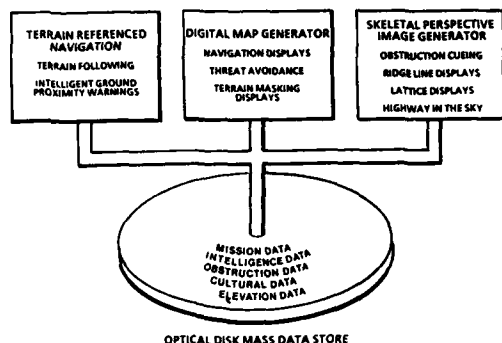 TERRAIN REFERENCED
NAVIGATION
TERRAIN FOLLOWING
INTELLIGENT GROUND
PROXIMITY WARNINGS
DIGITAL MAP GENERATOR
NAVIGATION DISPLAYS
THREAT AVOIDANCE
TERRAIN MASKING
DISPLAYS
SKELETAL PERSPECTIVE
IMAGE GENERATOR
OBSTRUCTION CUEING
RIDGE LINE DISPLAYS
LATTICE DISPLAYS
HIGHWAY IN THE SKY
MISSION DATA
INTELLIGENCE DATA
OBSTRUCTION DATA
CULTURAL DATA
ELEVATION DATA
OPTICAL DISK MASS DATA STORE